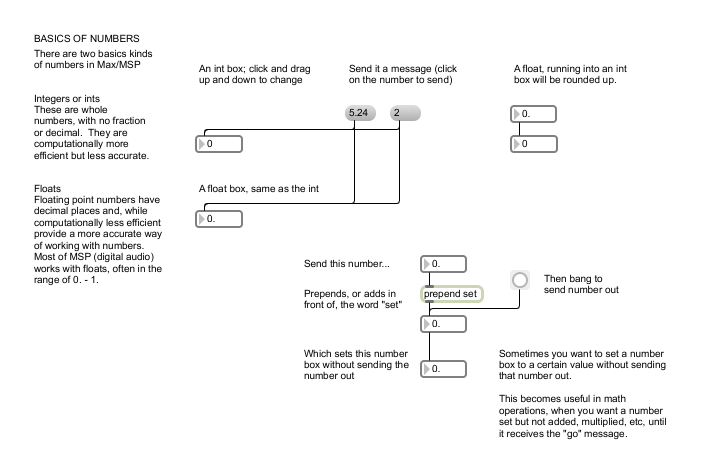 BASICS OF NUMBERS
There are two basics kinds
of numbers in Max/MSP
An int box; click and drag
up and down to change
Send it a message (click
on the number to send)
A float, running into an int
box will be rounded up.
Integers or ints
These are whole
numbers, with no fraction
or decimal.  They are
computationally more
efficient but less accurate.
5.24
2
0.
0
0
Floats
Floating point numbers have
decimal places and, while
computationally less efficient
provide a more accurate way
of working with numbers.
Most of MSP (digital audio)
works with floats, often in the
range of 0. - 1.
A float box, same as the int
0.
Send this number...
0.
Prepends, or adds in
front of, the word "set"
prepend set
Then bang to
send number out
0.
Which sets this number
box without sending the
number out
0.
Sometimes you want to set a number
box to a certain value without sending
that number out.
This becomes useful in math
operations, when you want a number
set but not added, multiplied, etc, until
it receives the "go" message.